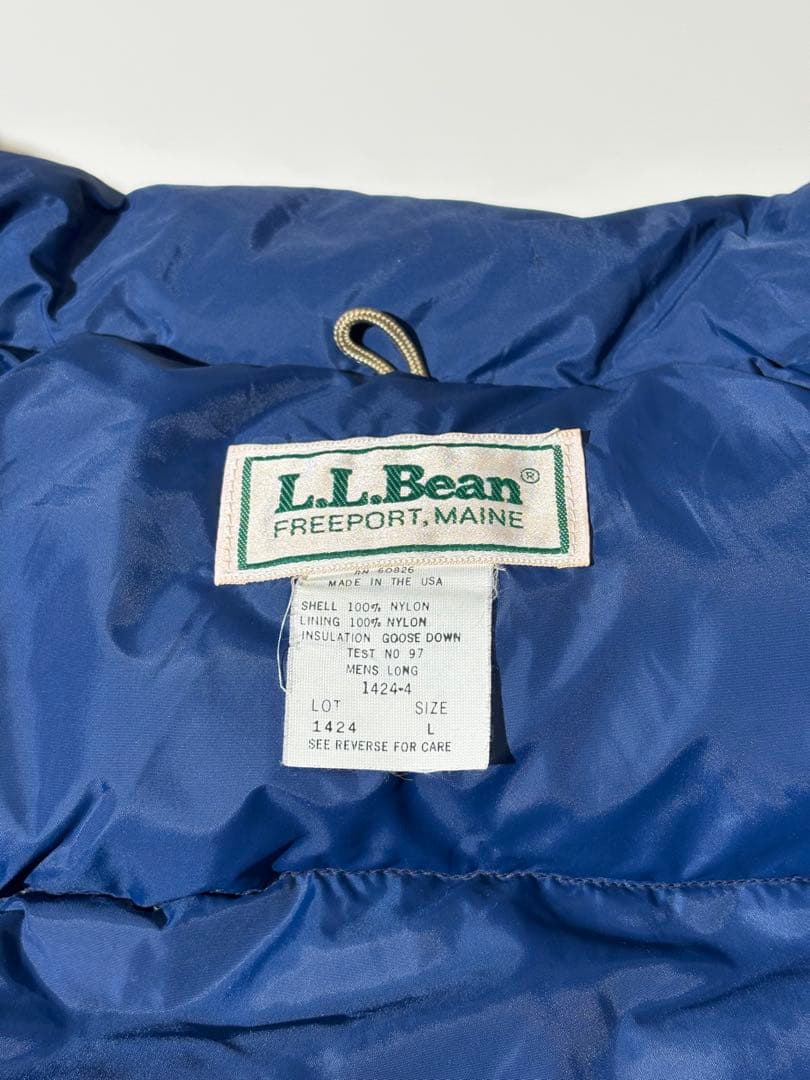 L.L.Bean®
FREEPORT, MAINE
RN 60826
MADE IN THE USA
SHELL 100% NYLON
LINING 100% NYLON
INSULATION GOOSE DOWN
TEST NO 97
MENS LONG
1424-4
LOT SIZE
1424 L
SEE REVERSE FOR CARE